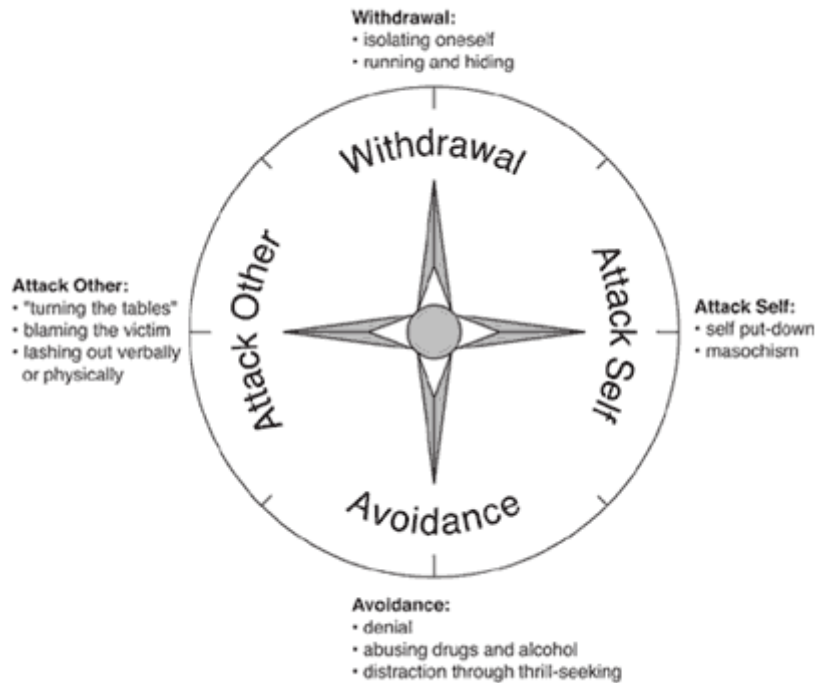 Withdrawal:
• isolating oneself
• running and hiding
Withdrawal
Attack Other
Attack Self
Avoidance
Attack Other:
• "turning the tables"
• blaming the victim
• lashing out verbally
or physically
Attack Self:
• self put-down
• masochism
Avoidance:
• denial
• abusing drugs and alcohol
• distraction through thrill-seeking